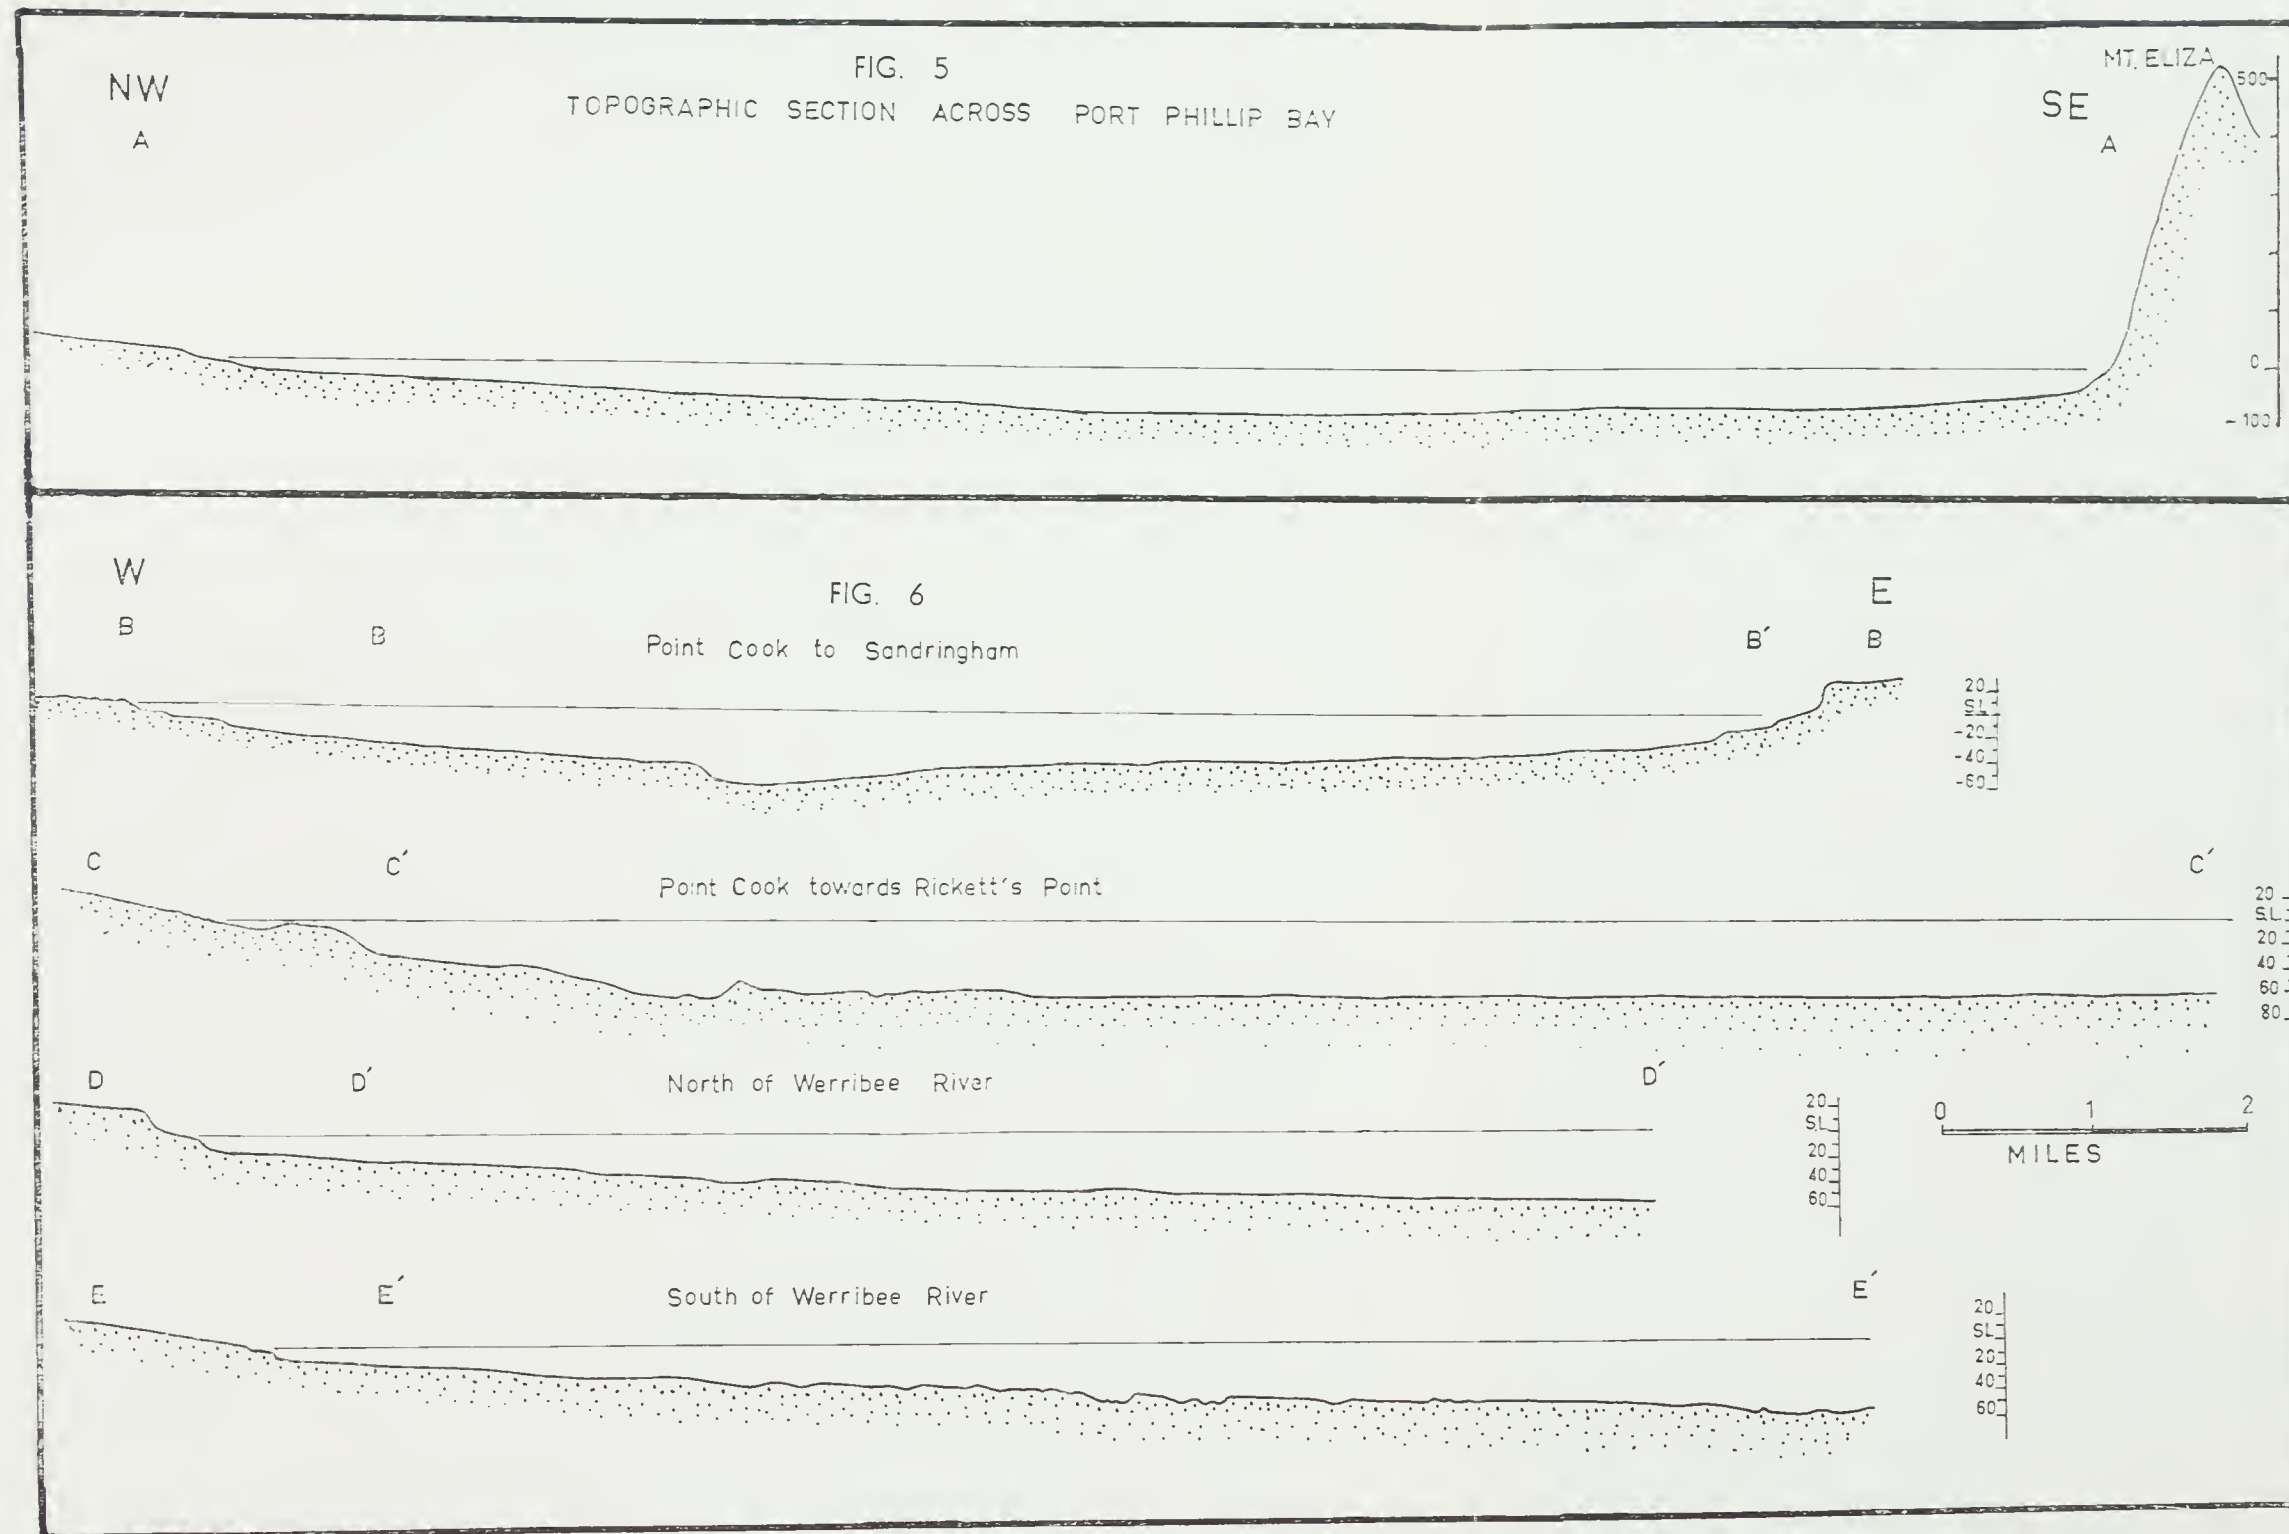 NW
A
FIG. 5
TOPOGRAPHIC SECTION ACROSS PORT PHILLIP BAY
MT. ELIZA
SE
A
500
0
-100
W
E
FIG. 6
B
B
Point Cook to Sandringham
B′
B
20
SL
-20
-40
-60
C
C′
Point Cook towards Rickett's Point
C′
20
S.L.
20
40
60
80
D
D′
North of Werribee River
D′
20
S.L.
20
40
60
0 1 2
MILES
E
E′
South of Werribee River
E′
20
SL
20
40
60